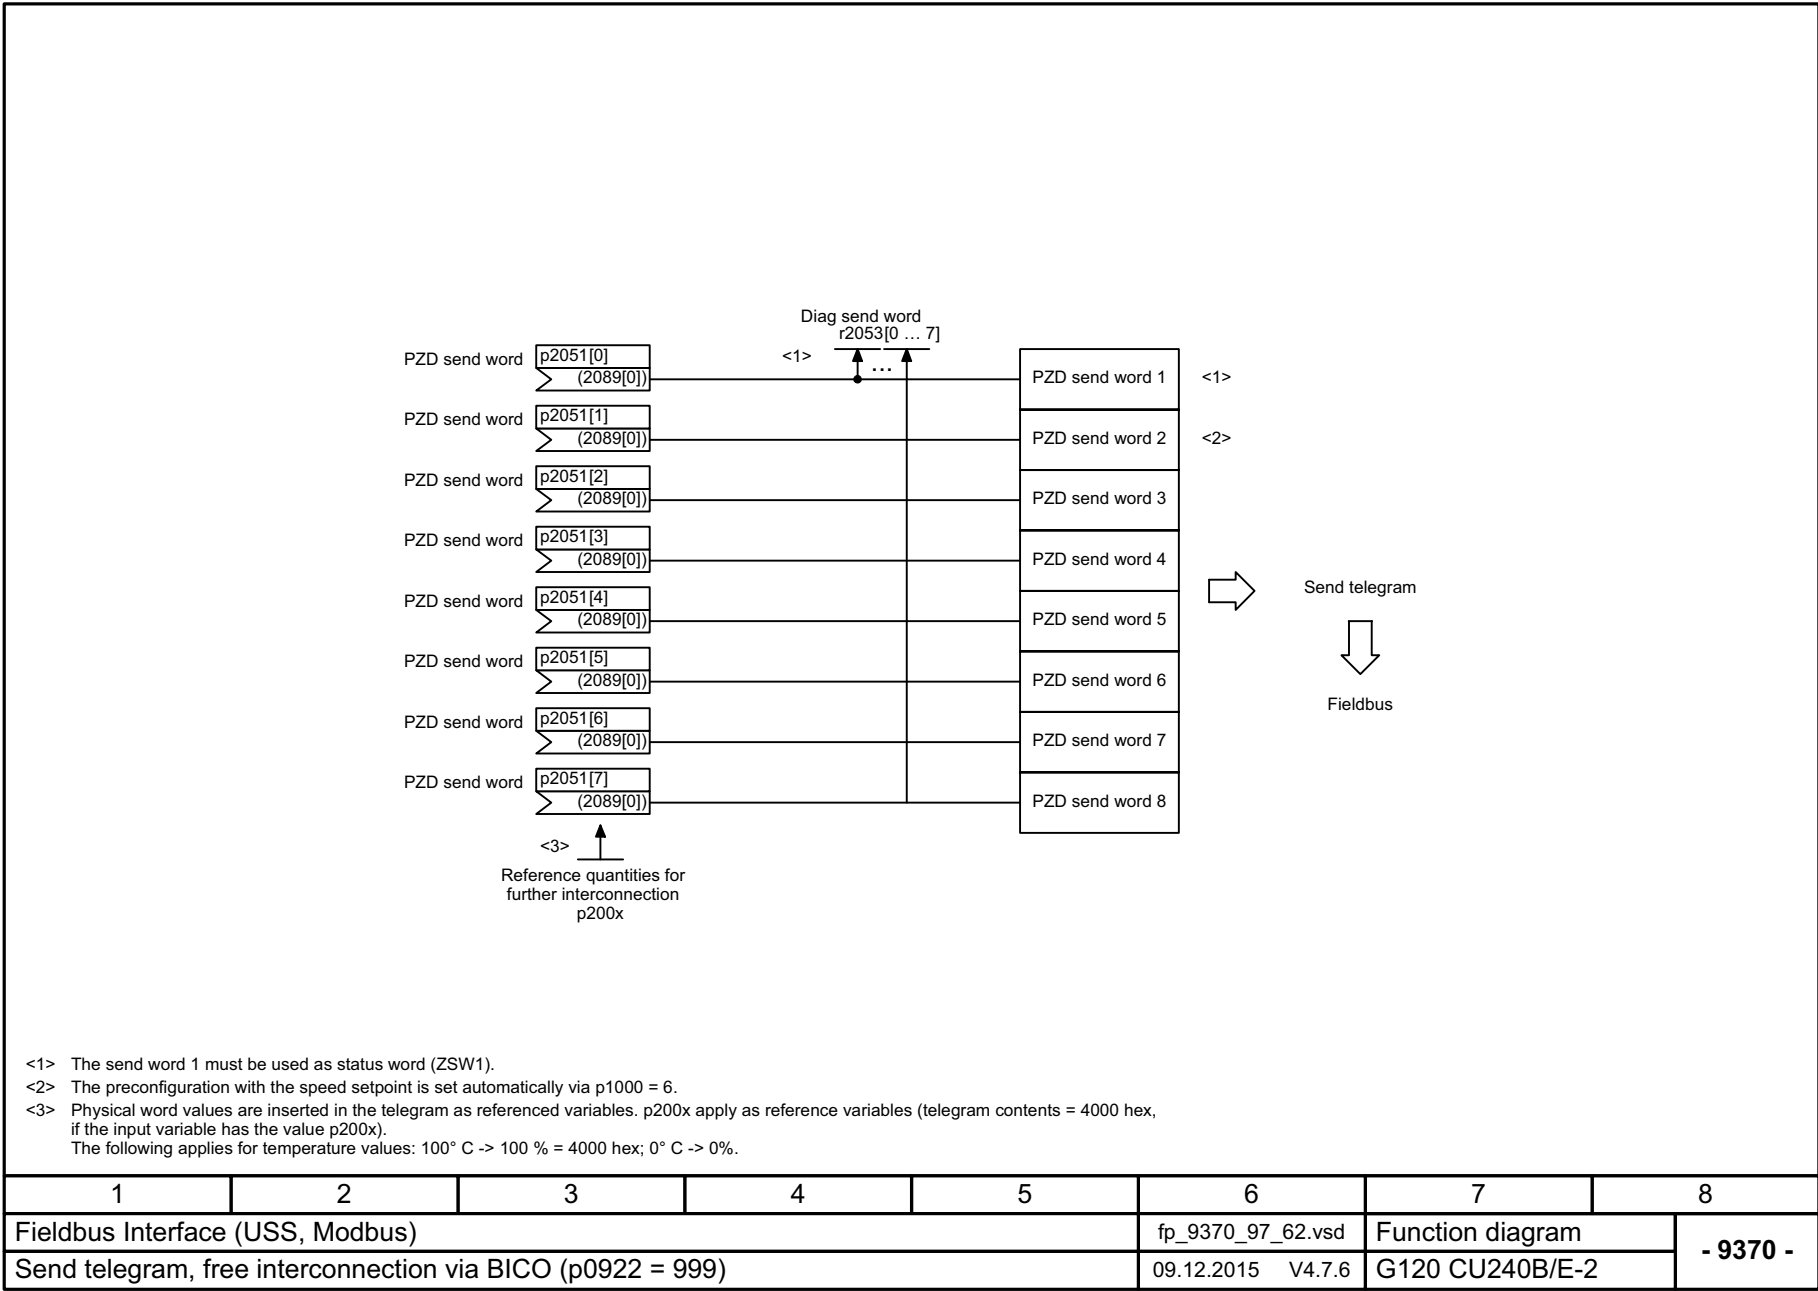 Diag send word
r2053[0 … 7]
<1>
...
PZD send word
p2051[0]
(2089[0])
PZD send word 1
<1>
PZD send word
p2051[1]
(2089[0])
PZD send word 2
<2>
PZD send word
p2051[2]
(2089[0])
PZD send word 3
PZD send word
p2051[3]
(2089[0])
PZD send word 4
PZD send word
p2051[4]
(2089[0])
PZD send word 5
Send telegram
PZD send word
p2051[5]
(2089[0])
PZD send word 6
Fieldbus
PZD send word
p2051[6]
(2089[0])
PZD send word 7
PZD send word
p2051[7]
(2089[0])
PZD send word 8
<3>
Reference quantities for
further interconnection
p200x
<1> The send word 1 must be used as status word (ZSW1).
<2> The preconfiguration with the speed setpoint is set automatically via p1000 = 6.
<3> Physical word values are inserted in the telegram as referenced variables. p200x apply as reference variables (telegram contents = 4000 hex,
if the input variable has the value p200x).
The following applies for temperature values: 100° C -> 100 % = 4000 hex; 0° C -> 0%.
1 2 3 4 5 6 7 8
Fieldbus Interface (USS, Modbus)
fp_9370_97_62.vsd
Function diagram
- 9370 -
Send telegram, free interconnection via BICO (p0922 = 999)
09.12.2015 V4.7.6
G120 CU240B/E-2